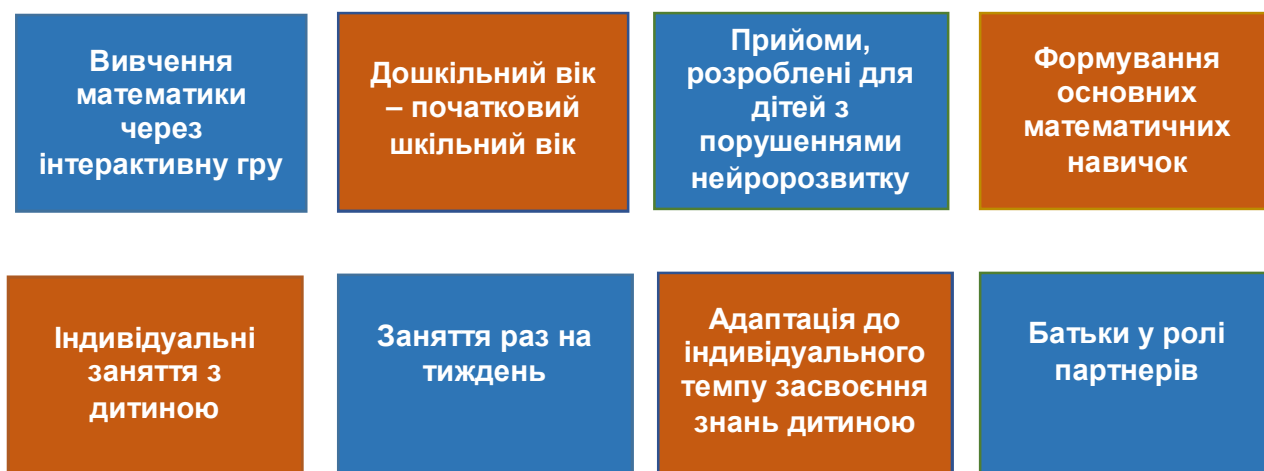 Вивчення
математики
через
інтерактивну гру
Дошкільний вік
– початковий
шкільний вік
Прийоми,
розроблені для
дітей з
порушеннями
нейророзвитку
Формування
основних
математичних
навичок
Індивідуальні
заняття з
дитиною
Заняття раз на
тиждень
Адаптація до
індивідуального
темпу засвоєння
знань дитиною
Батьки у ролі
партнерів